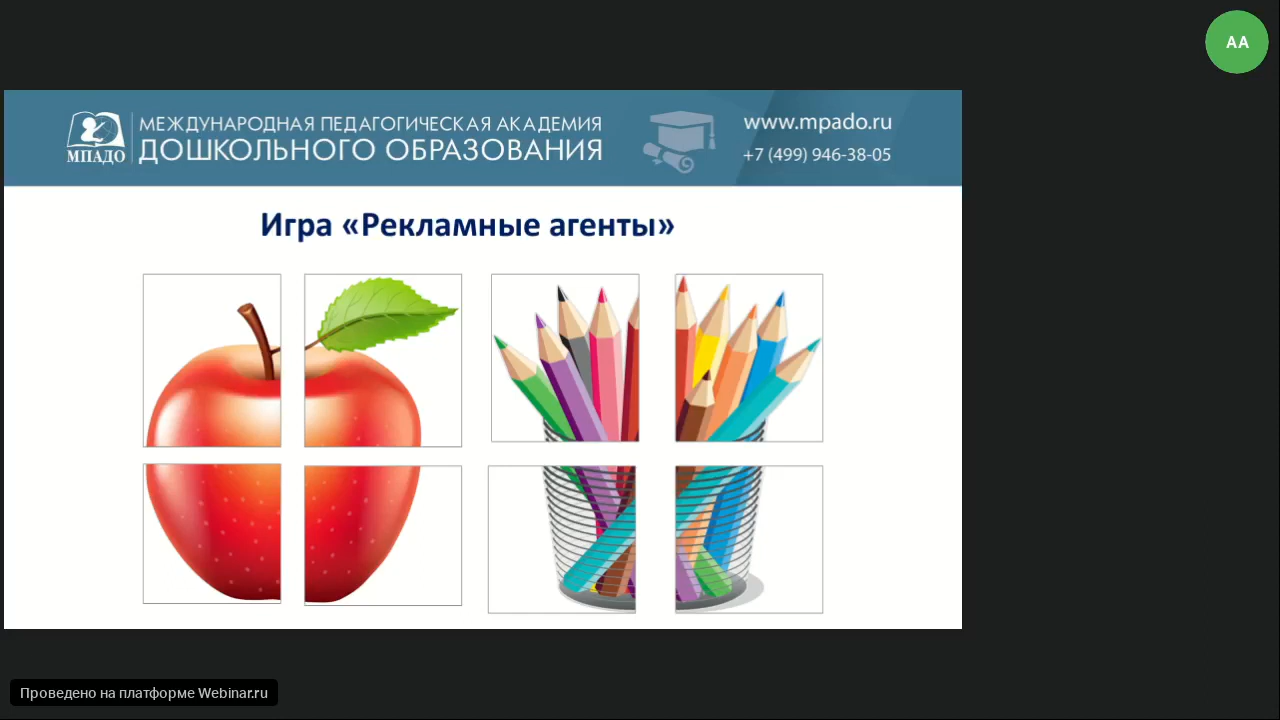 АА
МПАДО
МЕЖДУНАРОДНАЯ ПЕДАГОГИЧЕСКАЯ АКАДЕМИЯ
ДОШКОЛЬНОГО ОБРАЗОВАНИЯ
www.mpado.ru
+7 (499) 946-38-05
Игра «Рекламные агенты»
Проведено на платформе Webinar.ru